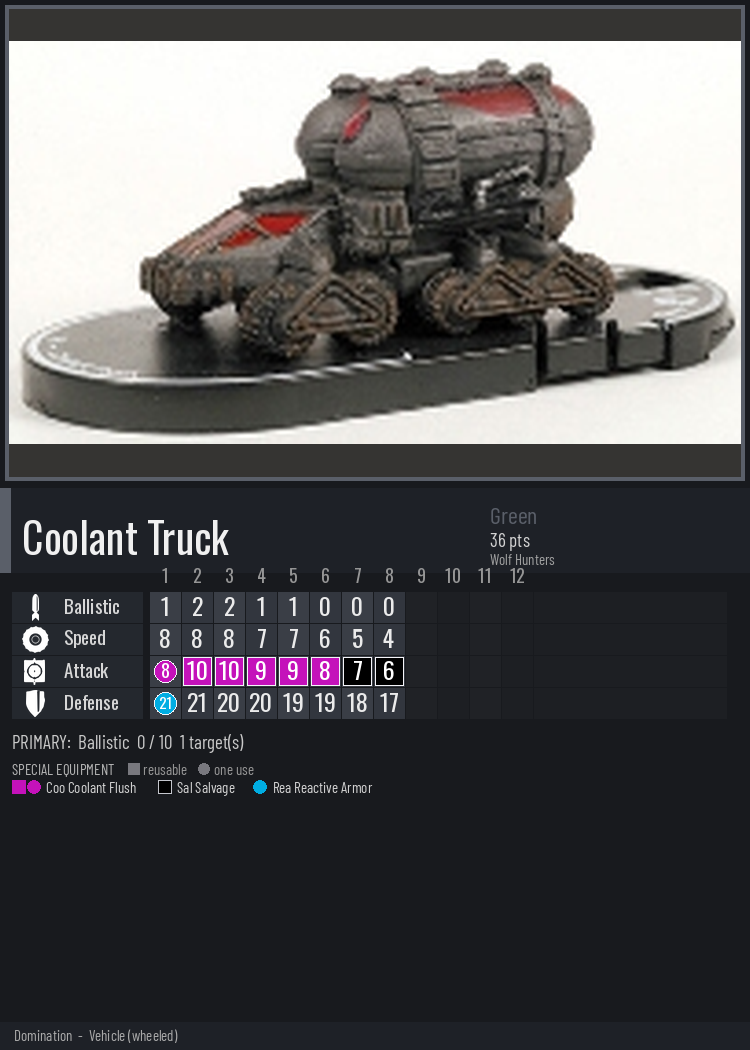 Coolant Truck
Green
36 pts
Wolf Hunters
1 2 3 4 5 6 7 8 9 10 11 12
Ballistic 1 2 2 1 1 0 0 0
Speed 8 8 8 7 7 6 5 4
Attack 8 10 10 9 9 8 7 6
Defense 21 21 20 20 19 19 18 17
PRIMARY: Ballistic 0 / 10 1 target(s)
SPECIAL EQUIPMENT reusable one use
Coo Coolant Flush Sal Salvage Rea Reactive Armor
Domination - Vehicle (wheeled)